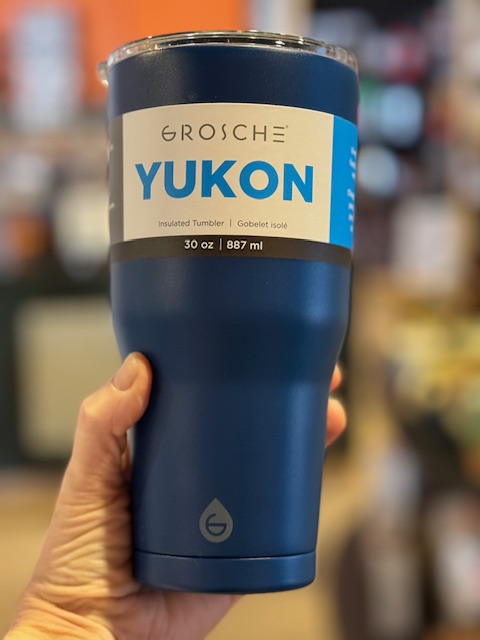 GROSCHE®
YUKON
Insulated Tumbler | Gobelet isolé
30 oz | 887 ml